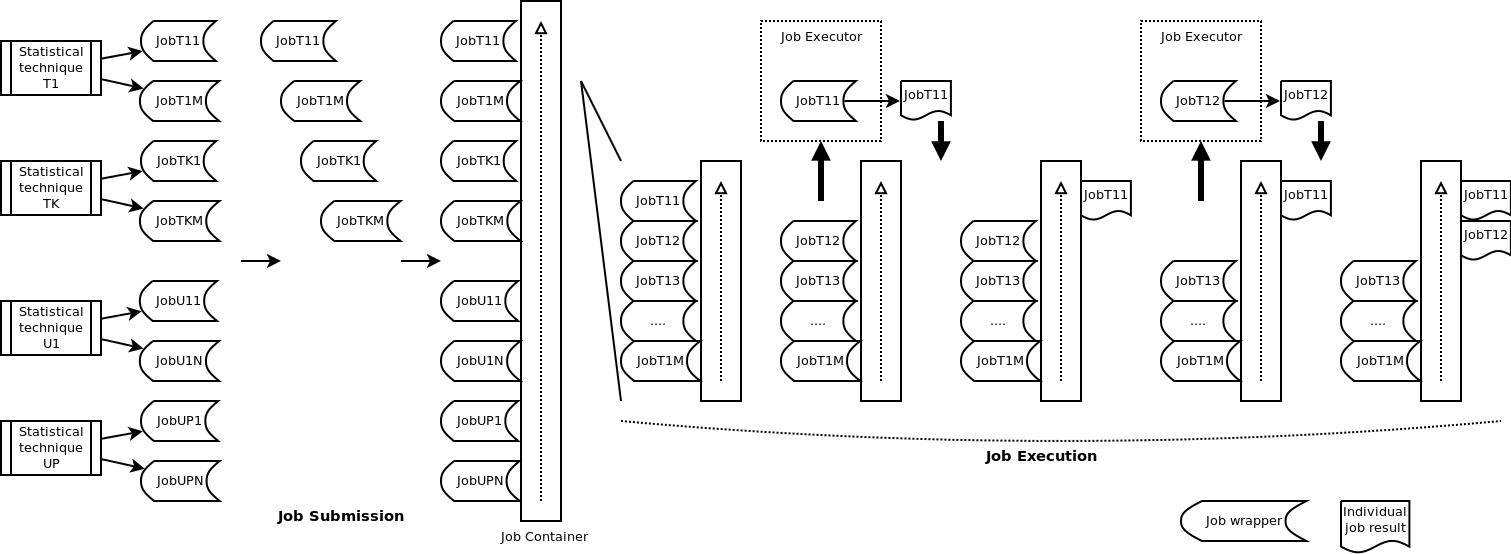 Statistical
technique
T1
JobT11
JobT1M
Statistical
technique
TK
JobTK1
JobTKM
Statistical
technique
U1
JobU11
JobU1N
Statistical
technique
UP
JobUP1
JobUPN
JobT11
JobT1M
JobTK1
JobTKM
Job Submission
JobT11
JobT1M
JobTK1
JobTKM
JobU11
JobU1N
JobUP1
JobUPN
Job Container
JobT11
JobT12
JobT13
....
JobT1M
Job Executor
JobT11
JobT11
JobT12
JobT13
....
JobT1M
JobT12
JobT13
....
JobT1M
JobT11
Job Executor
JobT12
JobT12
JobT11
JobT13
....
JobT1M
JobT11
JobT12
JobT13
....
JobT1M
Job Execution
Job wrapper
Individual
job result